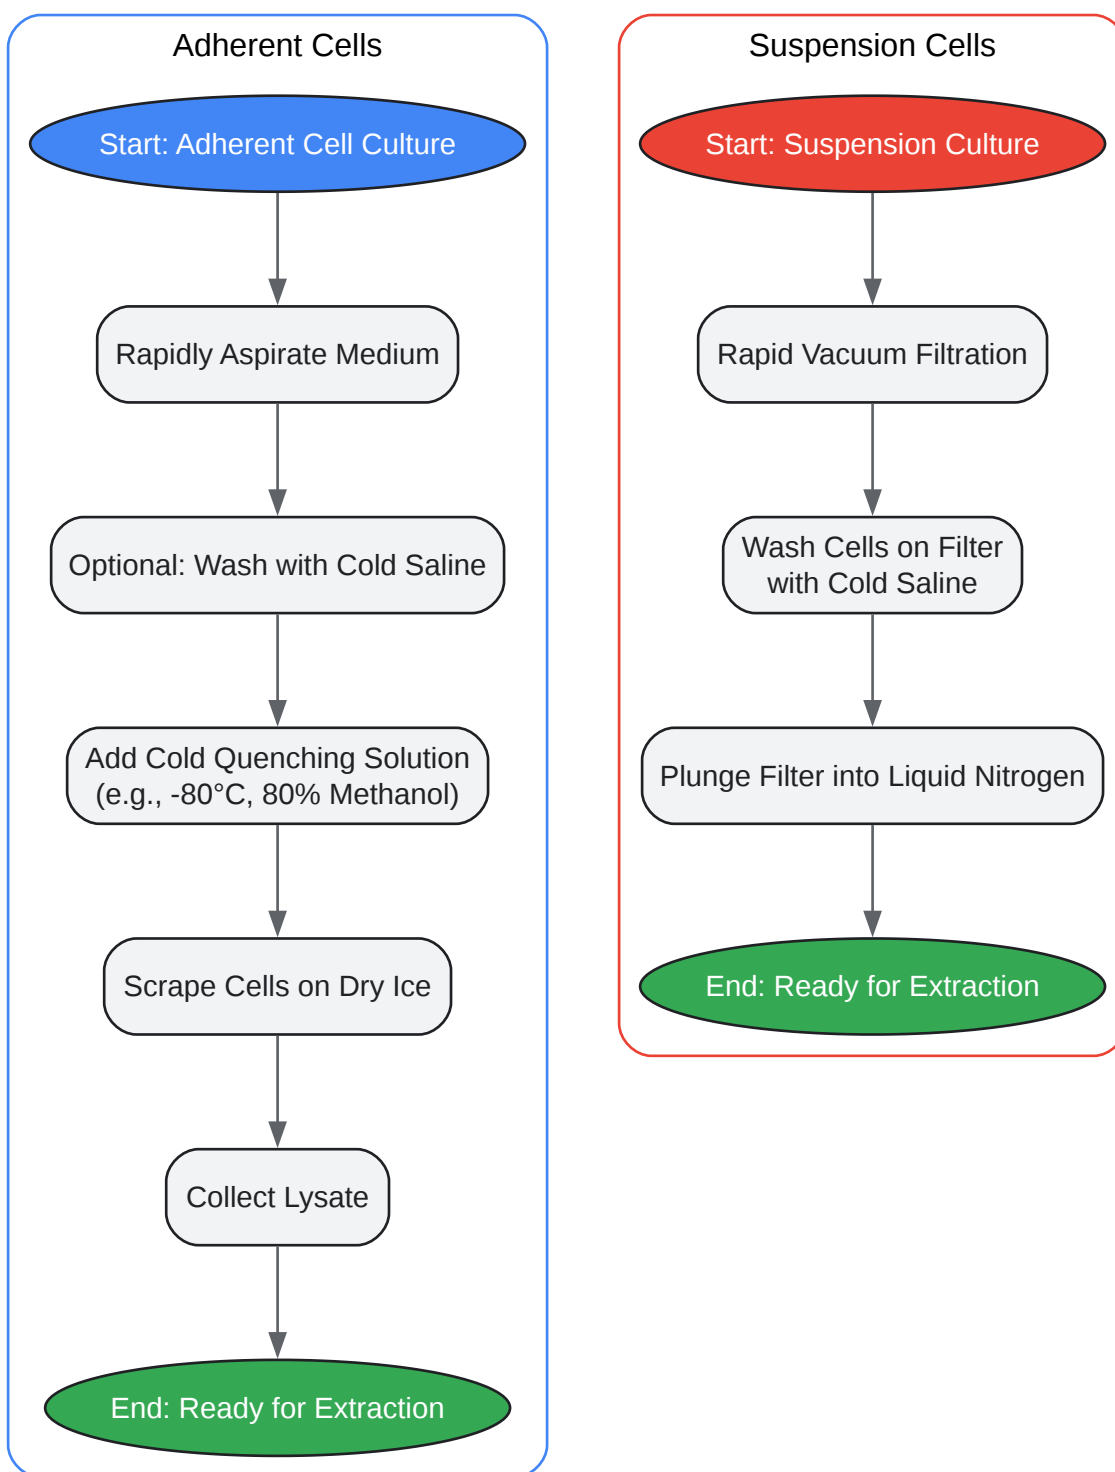 Adherent Cells
Start: Adherent Cell Culture
Rapidly Aspirate Medium
Optional: Wash with Cold Saline
Add Cold Quenching Solution
(e.g., -80°C, 80% Methanol)
Scrape Cells on Dry Ice
Collect Lysate
End: Ready for Extraction
Suspension Cells
Start: Suspension Culture
Rapid Vacuum Filtration
Wash Cells on Filter
with Cold Saline
Plunge Filter into Liquid Nitrogen
End: Ready for Extraction